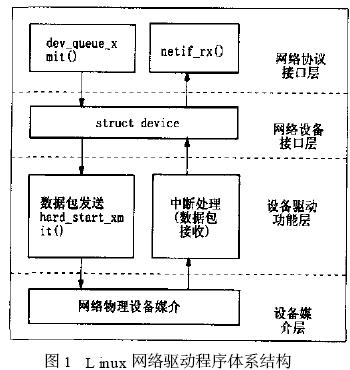 dev_queue_x
mit()
netif_rx()
网络协议
接口层
struct device
网络设备
接口层
数据包发送
hard_start_xm
it()
中断处理
(数据包
接收)
设备驱动
功能层
网络物理设备媒介
设备媒
介层
图1 Linux 网络驱动程序体系结构